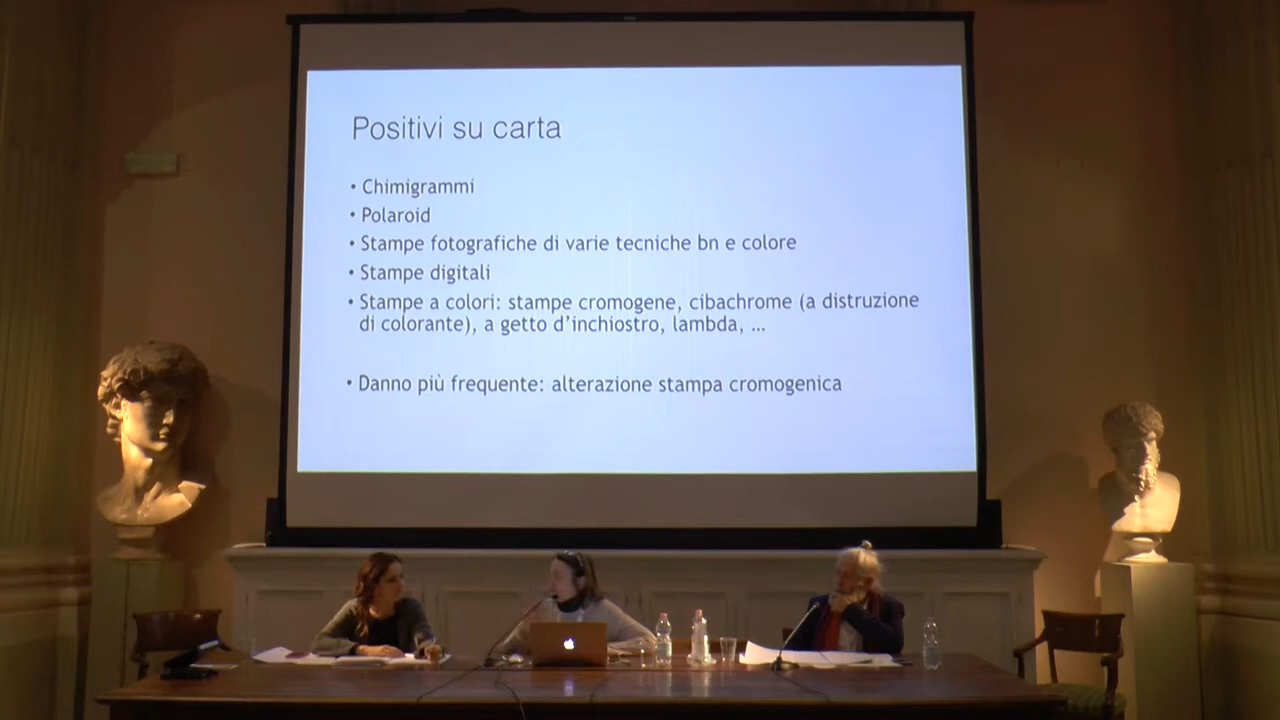 Positivi su carta
• Chimigrammi
• Polaroid
• Stampe fotografiche di varie tecniche bn e colore
• Stampe digitali
• Stampe a colori: stampe cromogene, cibachrome (a distruzione
di colorante), a getto d’inchiostro, lambda, …
• Danno più frequente: alterazione stampa cromogenica